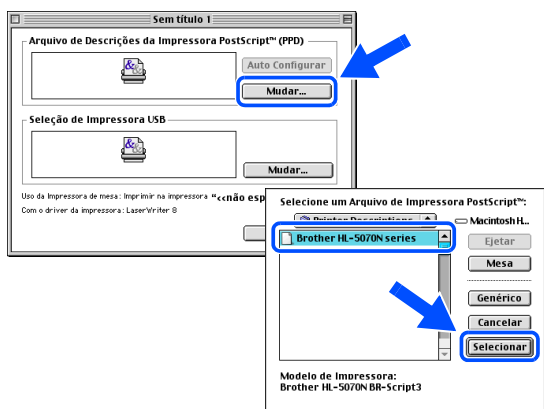 Sem título 1
Arquivo de Descrições da Impressora PostScript™ (PPD)
Auto Configurar
Mudar...
Seleção de Impressora USB
Mudar...
Uso da Impressora de mesa: Imprimir na impressora "<<não esp
Com o driver da impressora: LaserWriter 8
Selecione um Arquivo de Impressora PostScript™:
Printer Descriptions
Macintosh H...
Brother HL-5070N series
Ejetar
Mesa
Genérico
Cancelar
Selecionar
Modelo de Impressora:
Brother HL-5070N BR-Script3